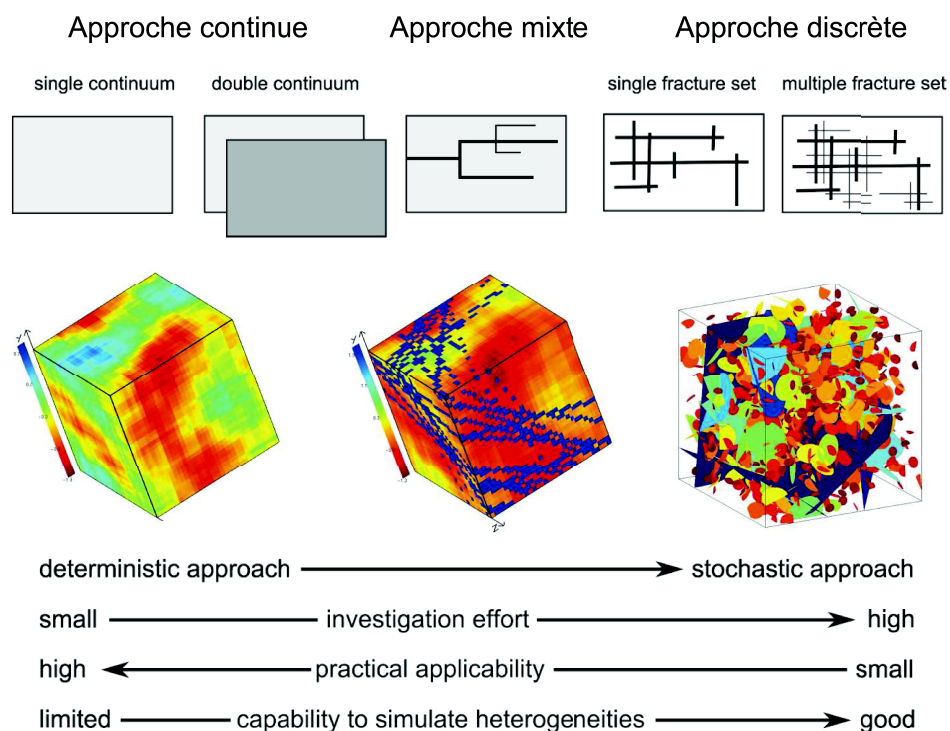 Approche continue
Approche mixte
Approche discrète
single continuum
double continuum
single fracture set
multiple fracture set
Z
deterministic approach
stochastic approach
small
investigation effort
high
high
practical applicability
small
limited
capability to simulate heterogeneities
good